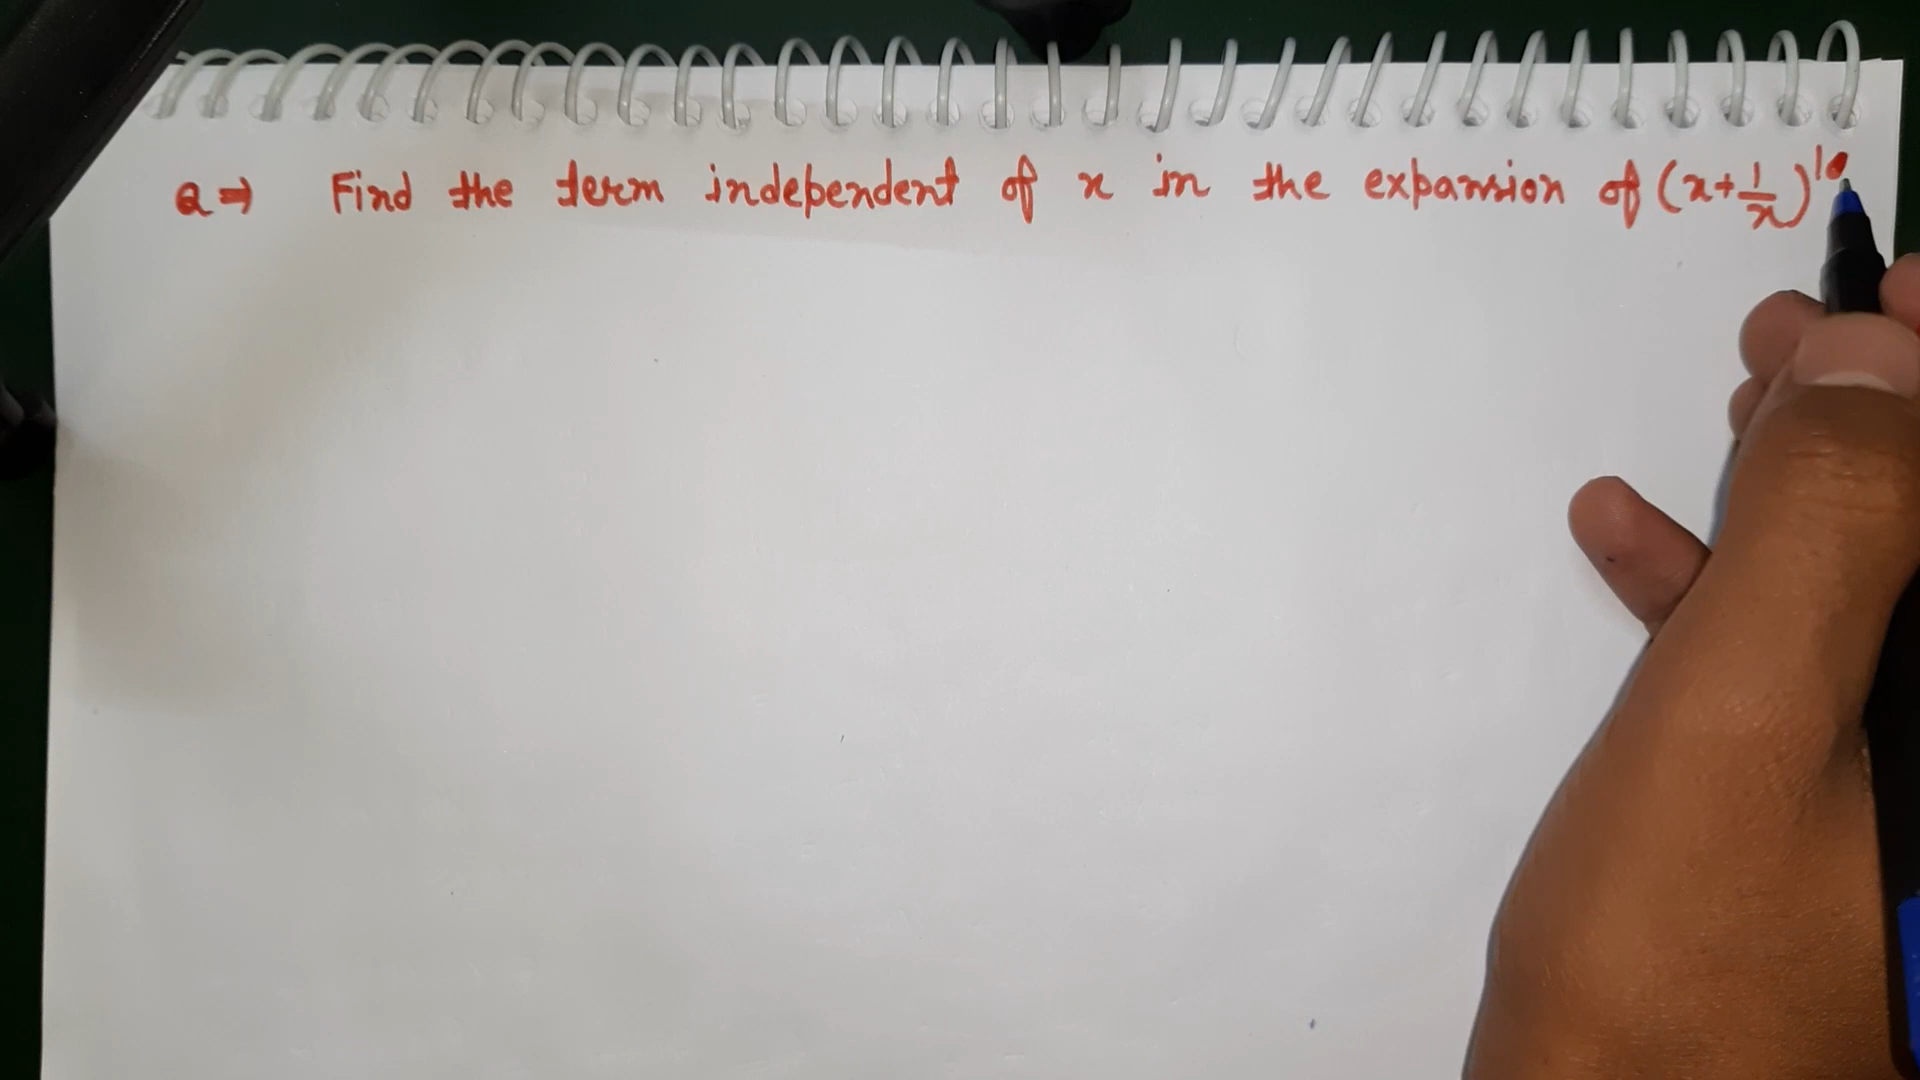 Q ⇒ Find the term independent of x in the expansion of (x+1/x)^10